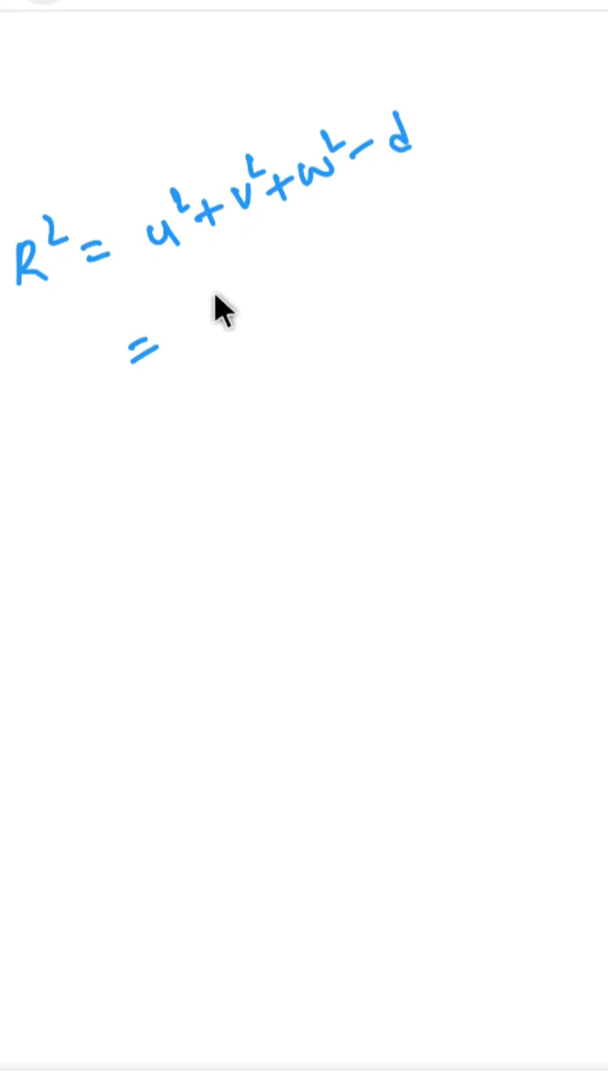 R² = u² + v² + w² - d
=